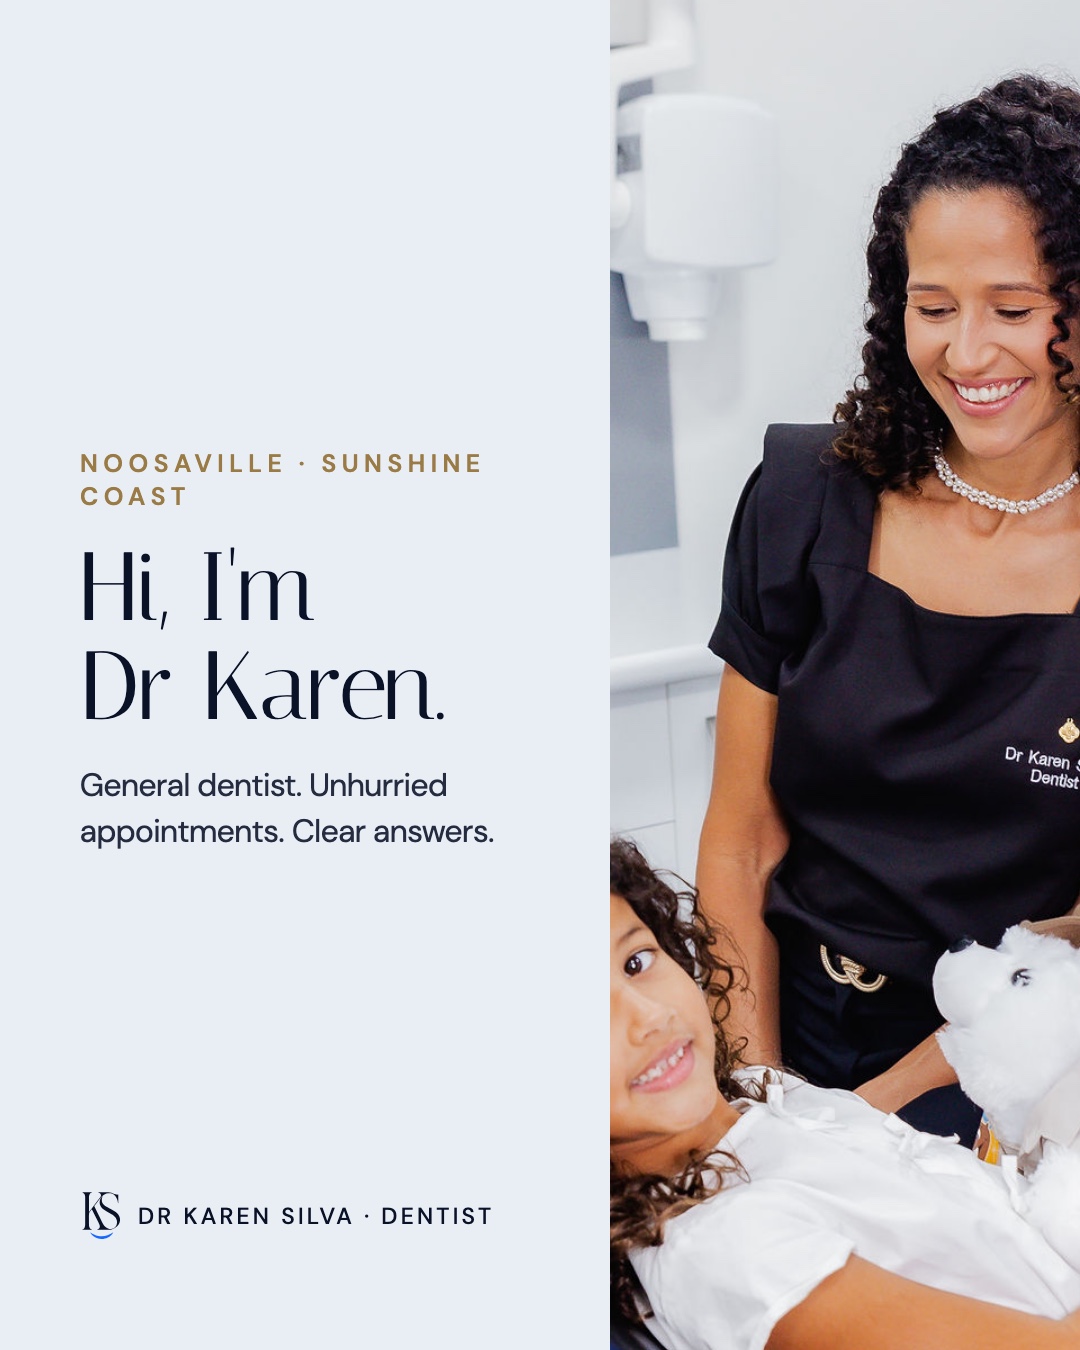 NOOSAVILLE · SUNSHINE
COAST
Hi, I'm
Dr Karen.
General dentist. Unhurried
appointments. Clear answers.
KS DR KAREN SILVA · DENTIST
Dr Karen S
Dentist